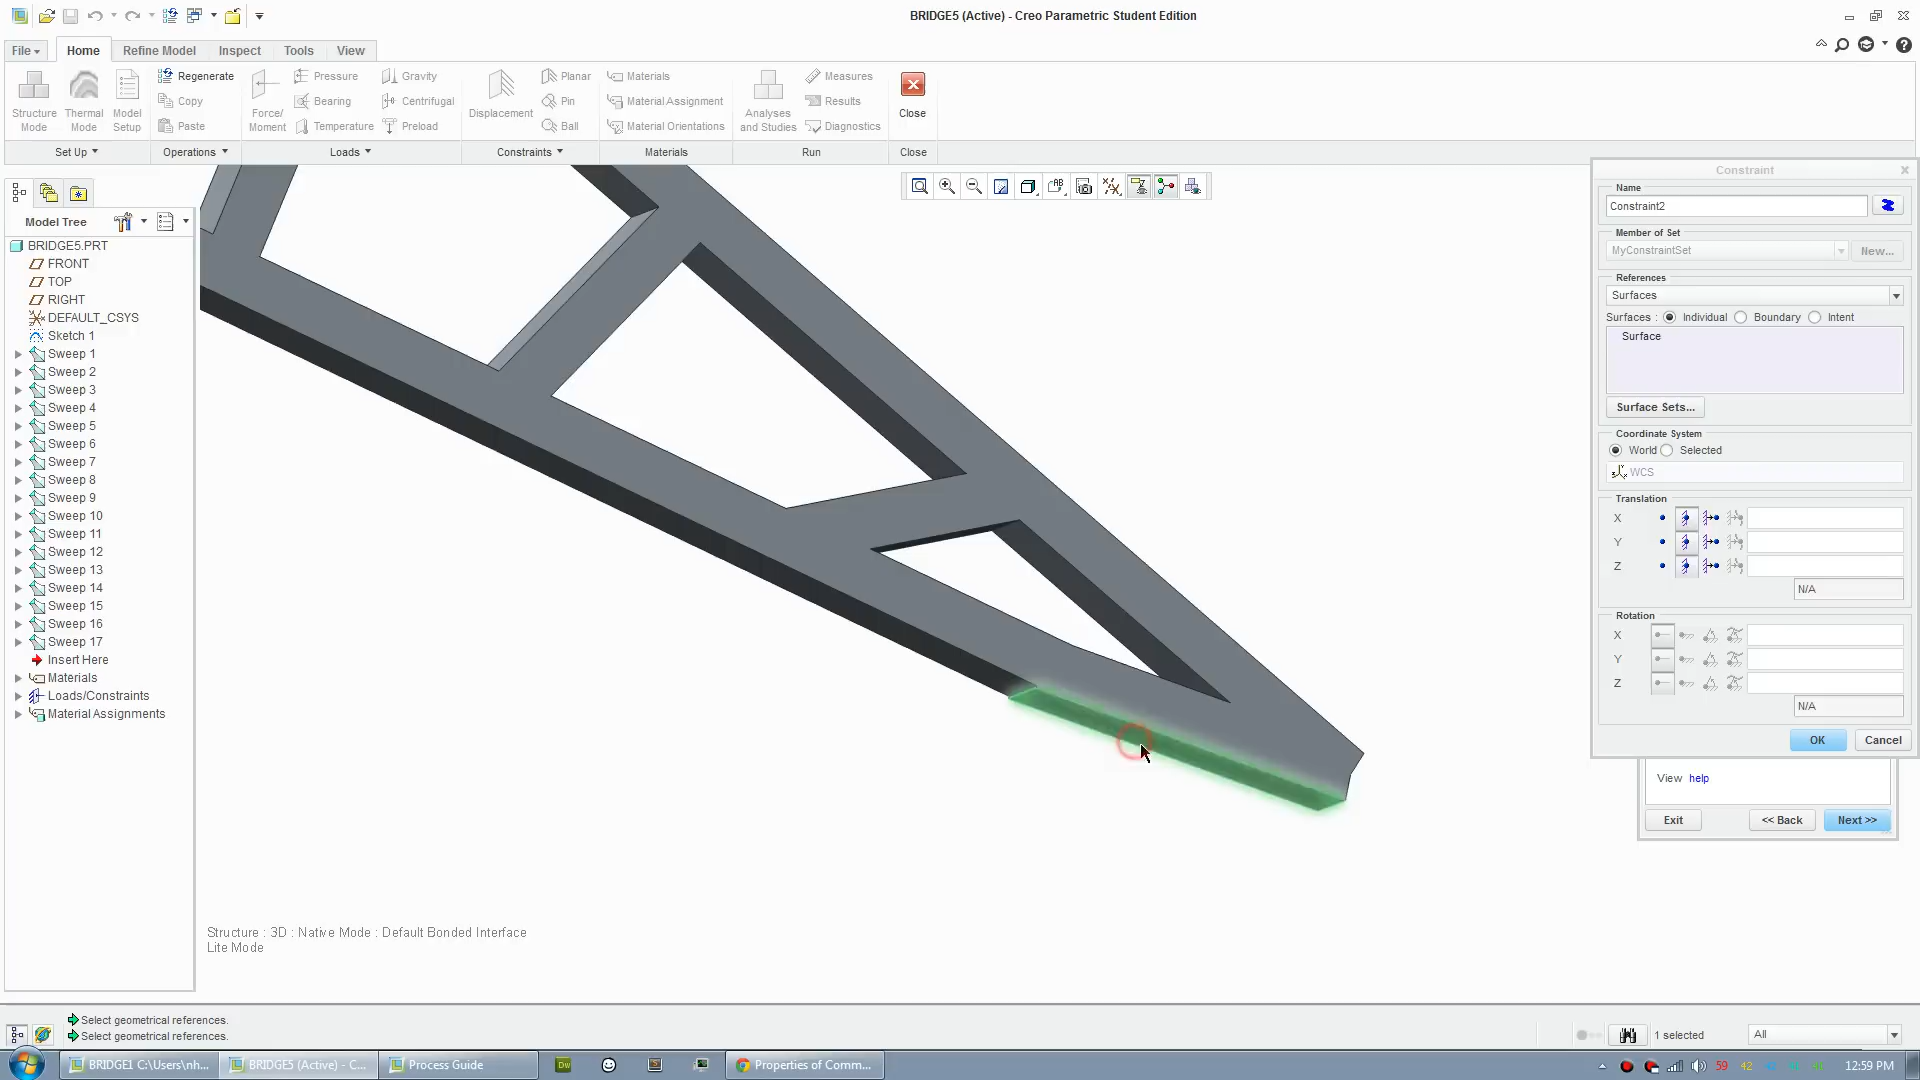 BRIDGE5 (Active) - Creo Parametric Student Edition
File
Home
Refine Model
Inspect
Tools
View
Structure Mode
Thermal Mode
Model Setup
Regenerate
Copy
Paste
Force/ Moment
Pressure
Bearing
Temperature
Gravity
Centrifugal
Preload
Displacement
Planar
Pin
Ball
Materials
Material Assignment
Material Orientations
Analyses and Studies
Measures
Results
Diagnostics
Close
Set Up
Operations
Loads
Constraints
Materials
Run
Close
Model Tree
BRIDGE5.PRT
FRONT
TOP
RIGHT
DEFAULT_CSYS
Sketch 1
Sweep 1
Sweep 2
Sweep 3
Sweep 4
Sweep 5
Sweep 6
Sweep 7
Sweep 8
Sweep 9
Sweep 10
Sweep 11
Sweep 12
Sweep 13
Sweep 14
Sweep 15
Sweep 16
Sweep 17
Insert Here
Materials
Loads/Constraints
Material Assignments
Structure : 3D : Native Mode : Default Bonded Interface
Lite Mode
Constraint
Name
Constraint2
Member of Set
MyConstraintSet
New...
References
Surfaces
Surfaces : Individual Boundary Intent
Surface
Surface Sets...
Coordinate System
World Selected
WCS
Translation
X
Y
Z
N/A
Rotation
X
Y
Z
N/A
OK
Cancel
View help
Exit
<< Back
Next >>
Select geometrical references.
Select geometrical references.
1 selected
All
BRIDGE1 C:\Users\nh...
BRIDGE5 (Active) - C...
Process Guide
Dw
Properties of Comm...
59
42
12:59 PM